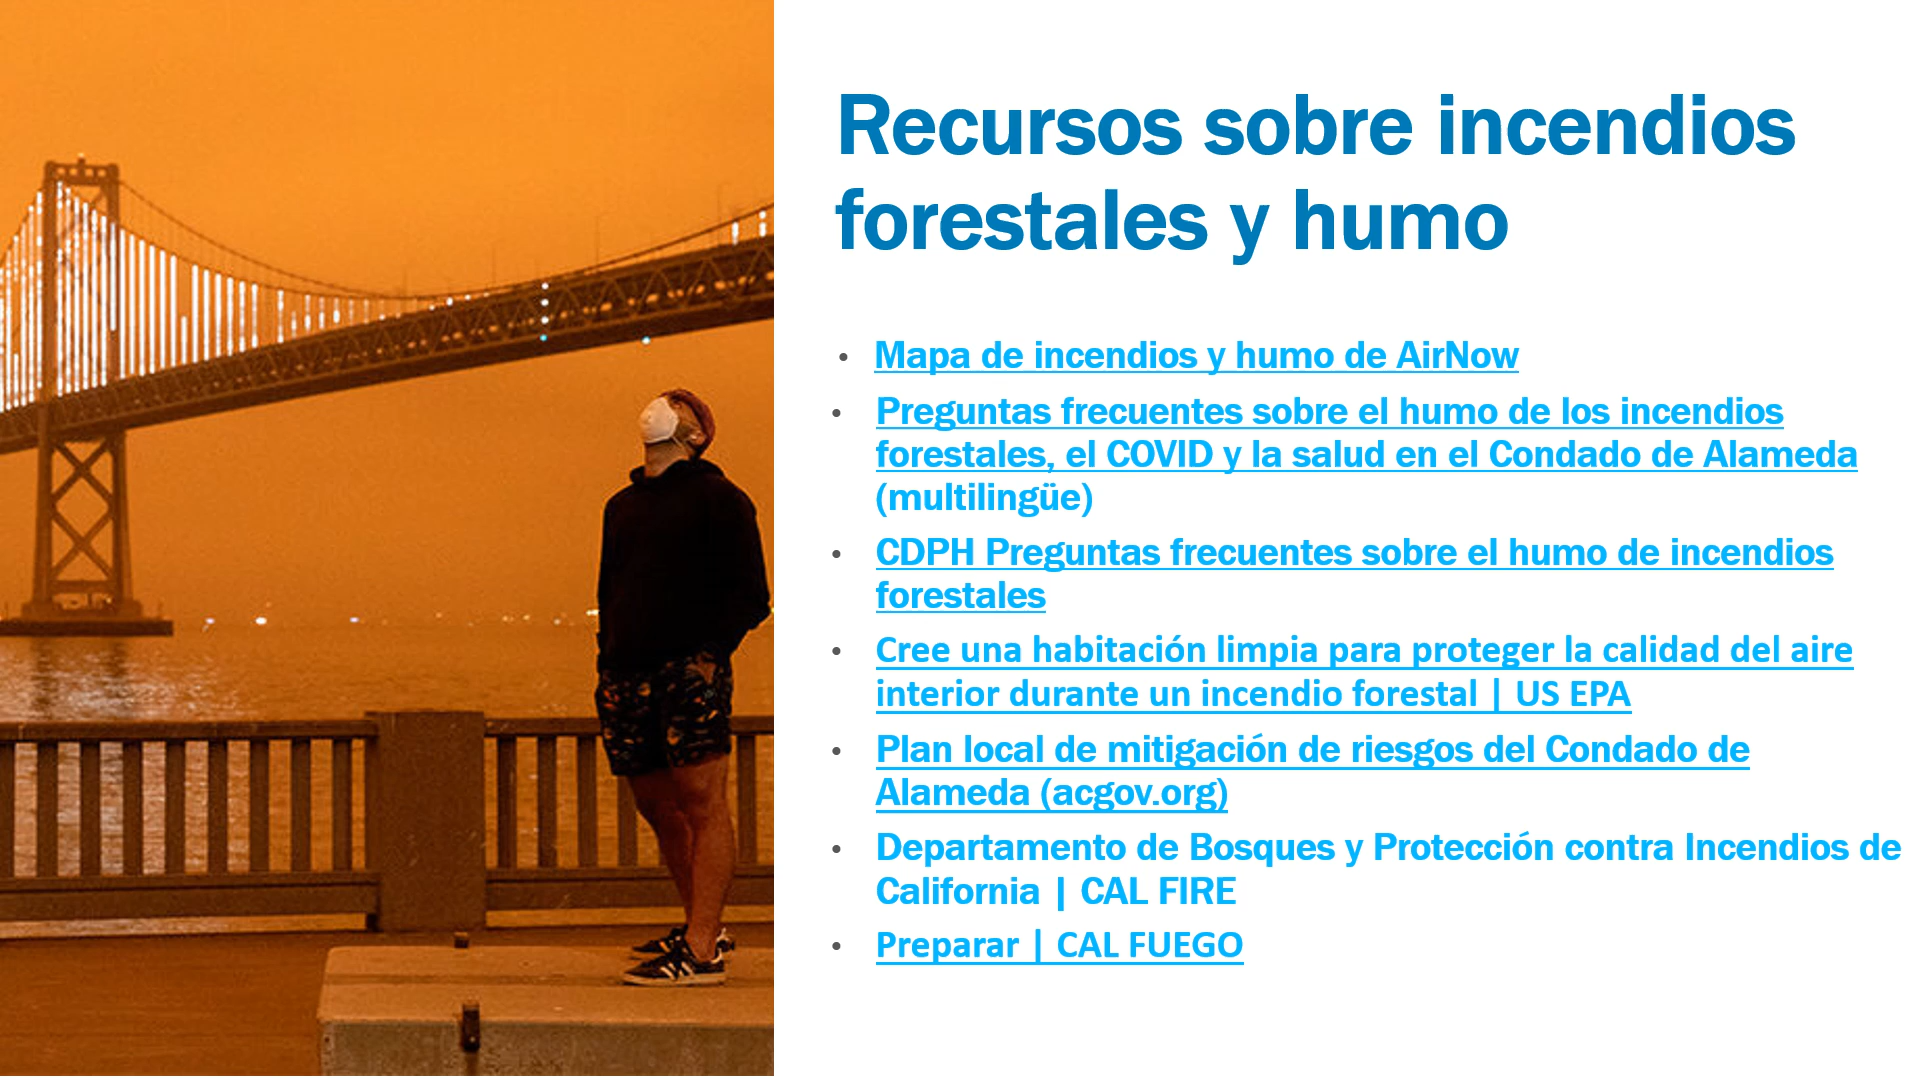 Recursos sobre incendios
forestales y humo
• Mapa de incendios y humo de AirNow
• Preguntas frecuentes sobre el humo de los incendios
forestales, el COVID y la salud en el Condado de Alameda
(multilingüe)
• CDPH Preguntas frecuentes sobre el humo de incendios
forestales
• Cree una habitación limpia para proteger la calidad del aire
interior durante un incendio forestal | US EPA
• Plan local de mitigación de riesgos del Condado de
Alameda (acgov.org)
• Departamento de Bosques y Protección contra Incendios de
California | CAL FIRE
• Preparar | CAL FUEGO